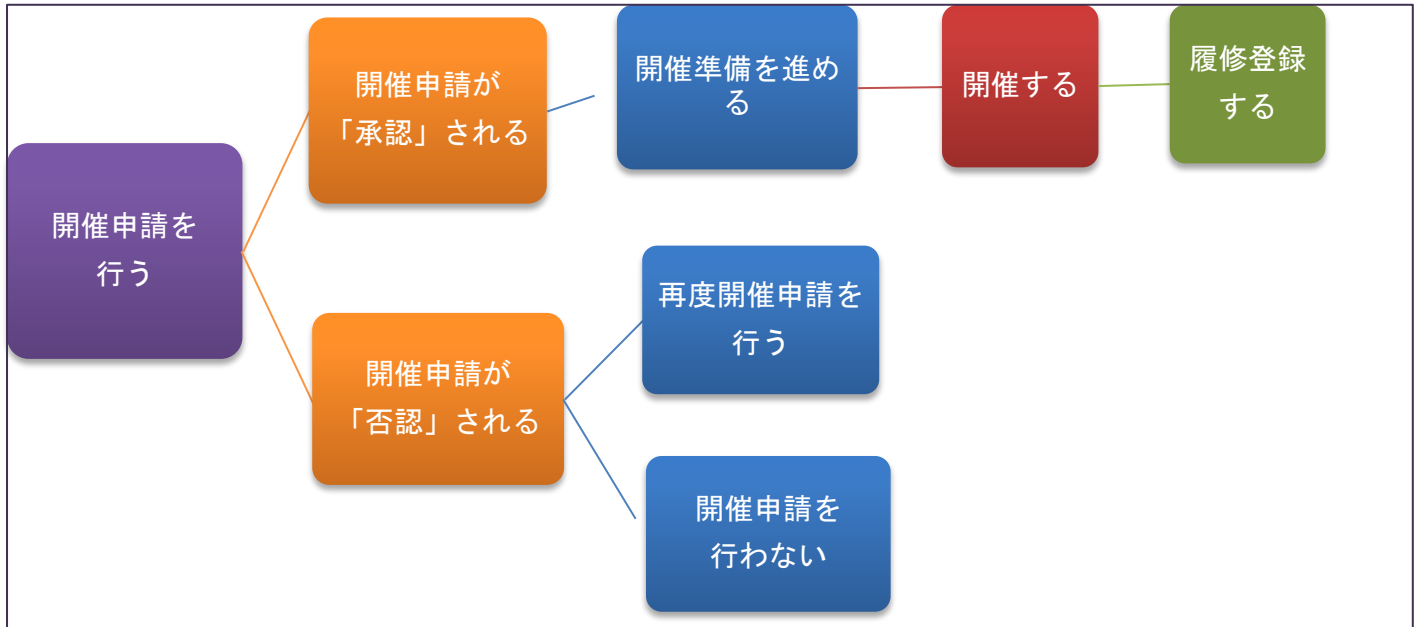 開催申請を
行う
開催申請が
「承認」される
開催準備を進め
る
開催する
履修登録
する
開催申請が
「否認」される
再度開催申請を
行う
開催申請を
行わない